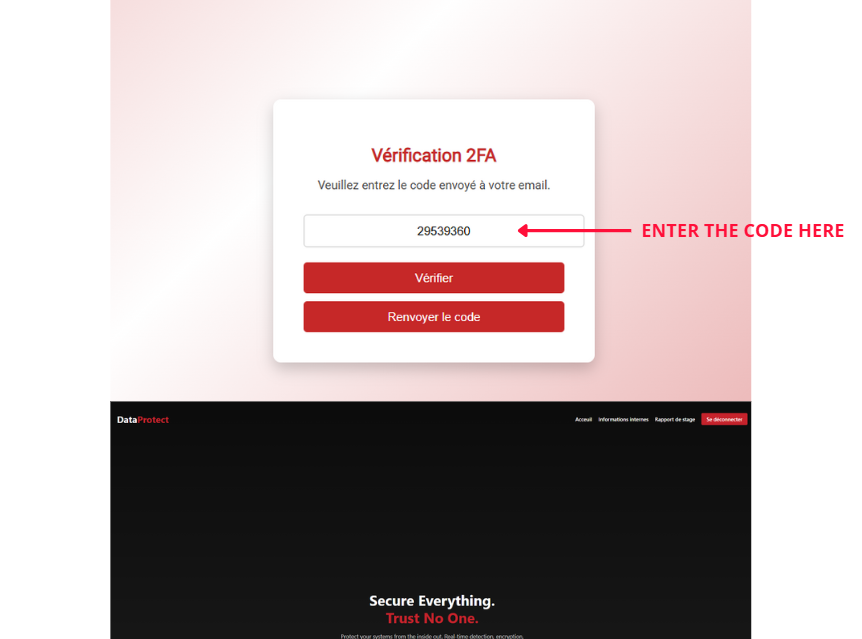 Vérification 2FA
Veuillez entrez le code envoyé à votre email.
29539360
ENTER THE CODE HERE
Vérifier
Renvoyer le code
DataProtect
Acceuil Informations internes Rapport de stage Se déconnecter
Secure Everything.
Trust No One.
Protect your systems from the inside out. Real-time detection, encryption,